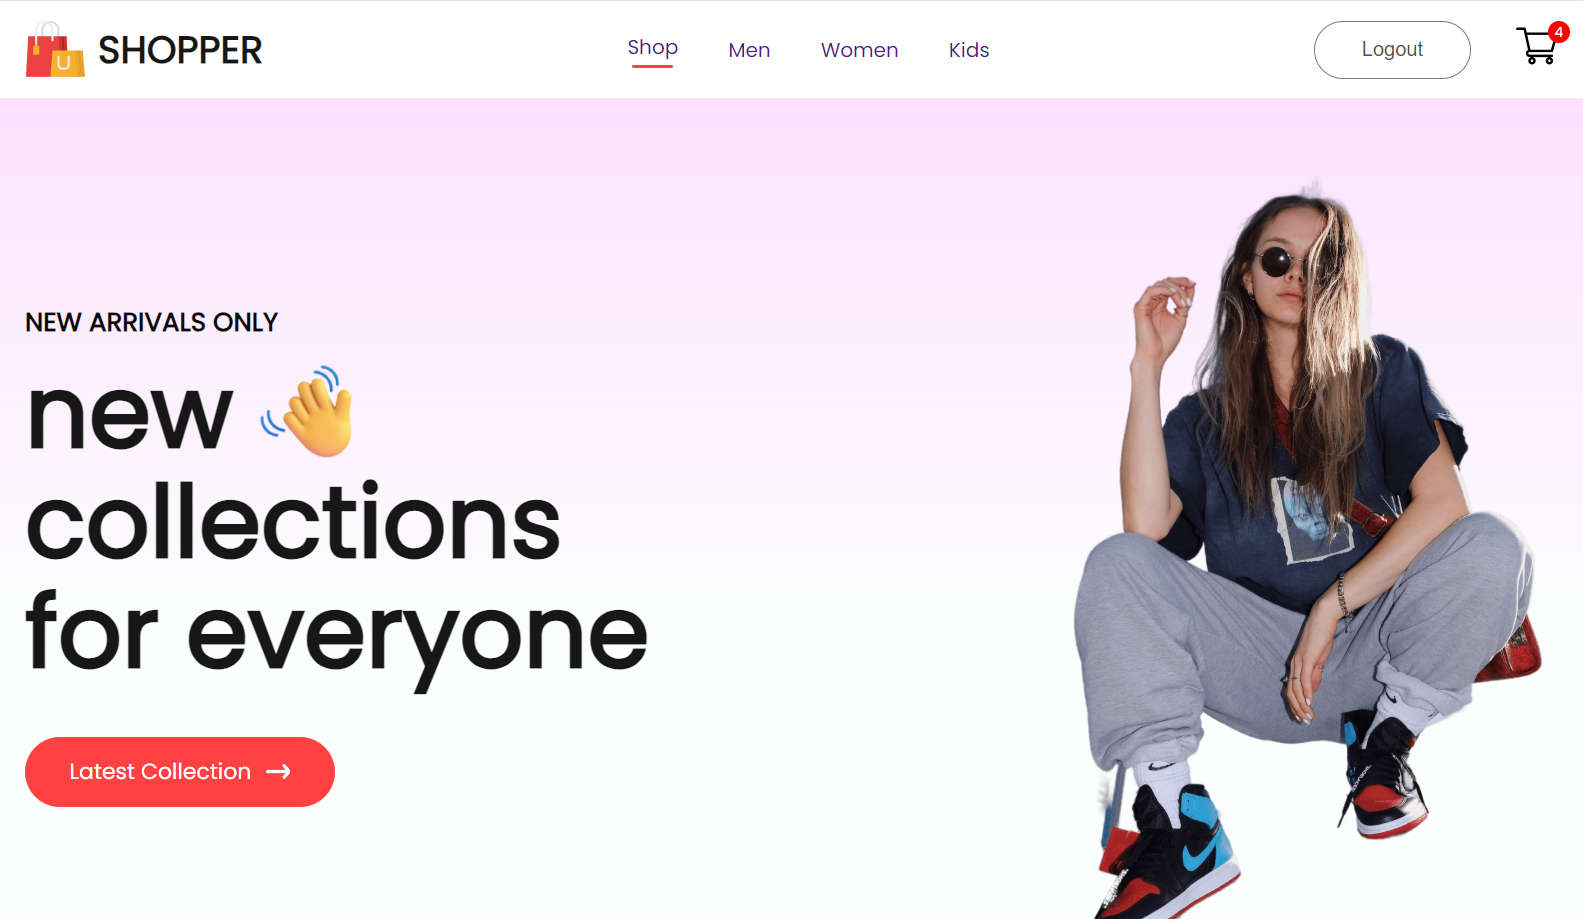 SHOPPER
Shop Men Women Kids
Logout
4
U
NEW ARRIVALS ONLY
new
collections
for everyone
Latest Collection →